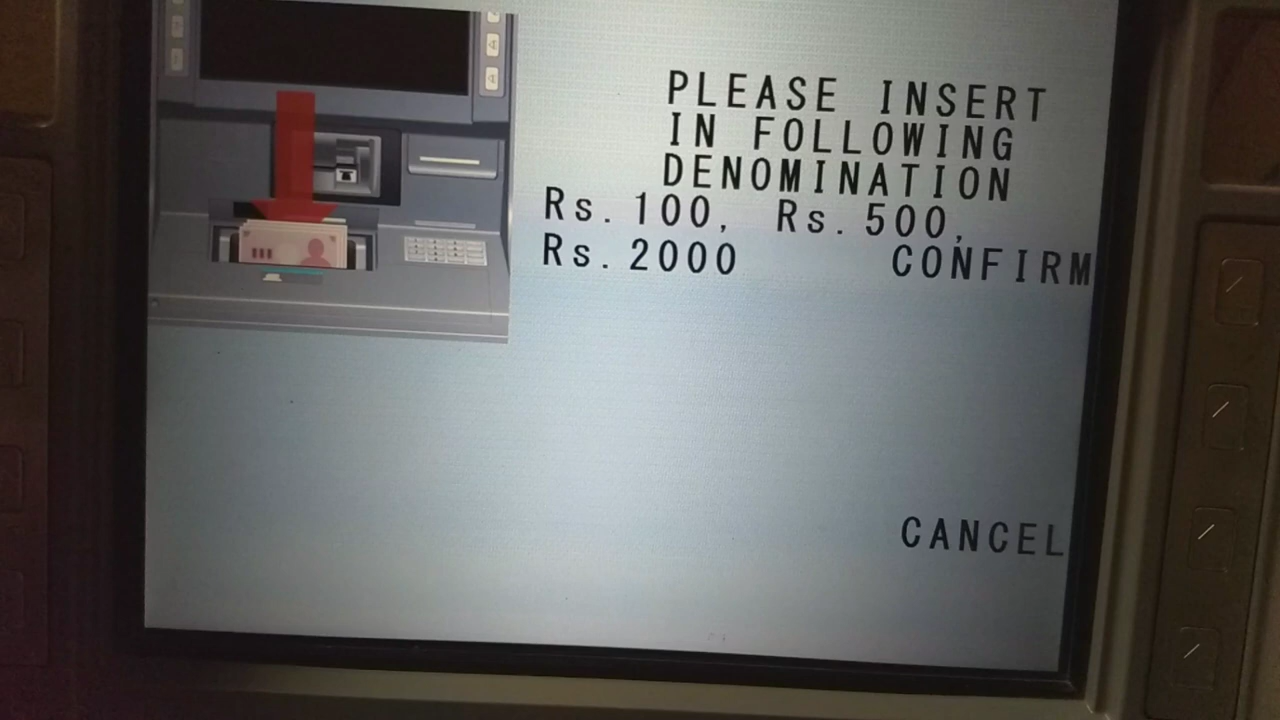 PLEASE INSERT
IN FOLLOWING
DENOMINATION
Rs.100, Rs.500,
Rs.2000 CONFIRM
CANCEL